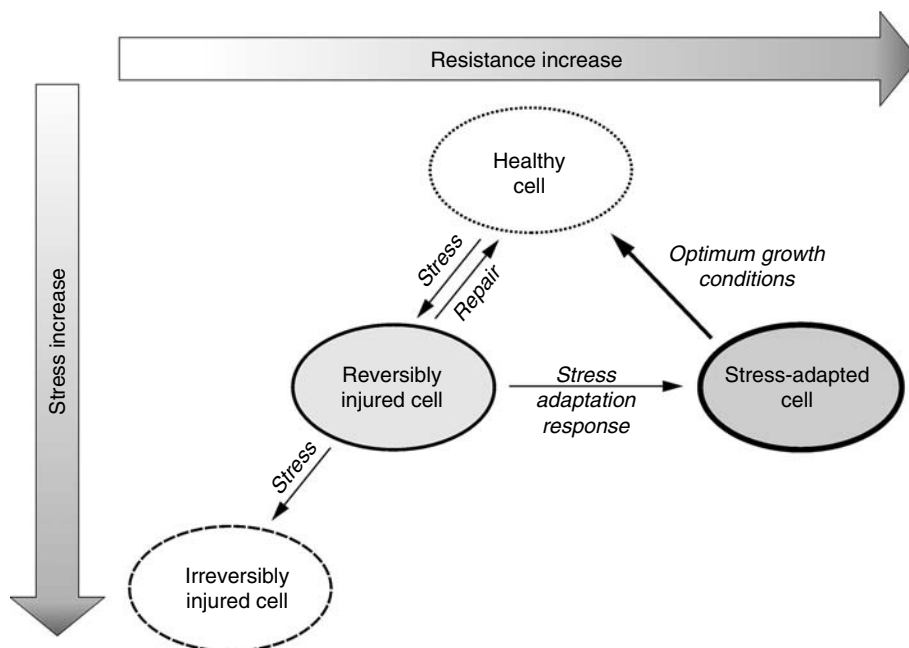 Resistance increase
Stress increase
Healthy
cell
Stress
Repair
Optimum growth
conditions
Reversibly
injured cell
Stress
adaptation
response
Stress-adapted
cell
Stress
Irreversibly
injured cell